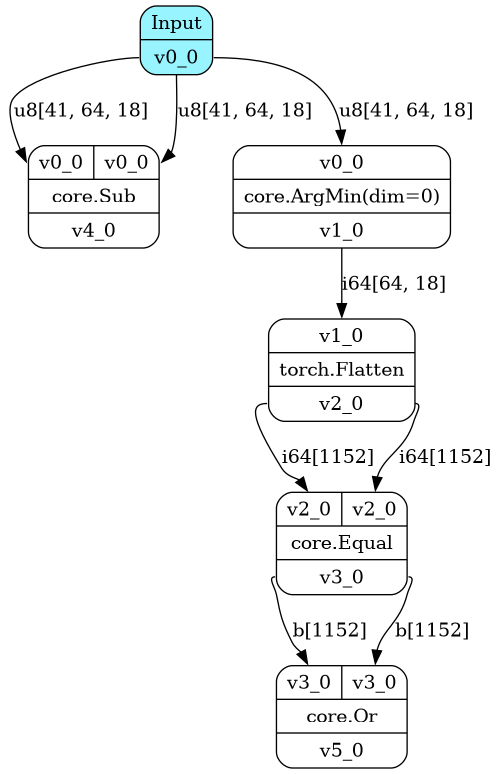 Input
v0_0
u8[41, 64, 18] u8[41, 64, 18] u8[41, 64, 18]
v0_0 v0_0
core.Sub
v4_0
v0_0
core.ArgMin(dim=0)
v1_0
i64[64, 18]
v1_0
torch.Flatten
v2_0
i64[1152] i64[1152]
v2_0 v2_0
core.Equal
v3_0
b[1152] b[1152]
v3_0 v3_0
core.Or
v5_0